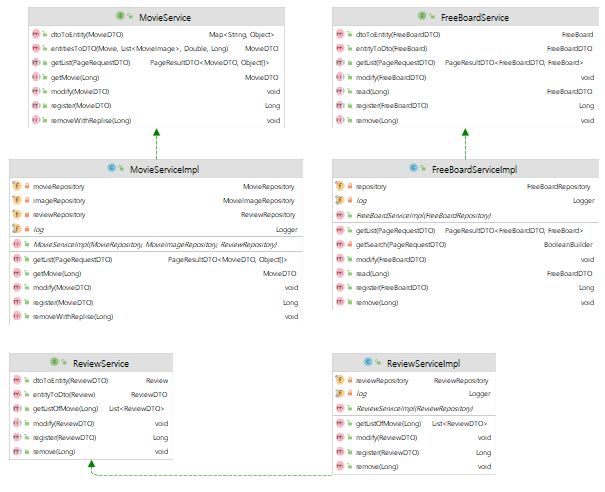 MovieService
dtoToEntity(MovieDTO) Map<String, Object>
entitiesToDTO(Movie, List<MovieImage>, Double, Long) MovieDTO
getList(PageRequestDTO) PageResultDTO<MovieDTO, Object[]>
getMovie(Long) MovieDTO
modify(MovieDTO) void
register(MovieDTO) Long
removeWithReplise(Long) void
FreeBoardService
dtoToEntity(FreeBoardDTO) FreeBoard
entityToDto(FreeBoard) FreeBoardDTO
getList(PageRequestDTO) PageResultDTO<FreeBoardDTO, FreeBoard>
modify(FreeBoardDTO) void
read(Long) FreeBoardDTO
register(FreeBoardDTO) Long
remove(Long) void
MovieServiceImpl
movieRepository MovieRepository
imageRepository MovieImageRepository
reviewRepository ReviewRepository
log Logger
MovieServiceImpl(MovieRepository, MovieImageRepository, ReviewRepository)
getList(PageRequestDTO) PageResultDTO<MovieDTO, Object[]>
getMovie(Long) MovieDTO
modify(MovieDTO) void
register(MovieDTO) Long
removeWithReplise(Long) void
FreeBoardServiceImpl
repository FreeBoardRepository
log Logger
FreeBoardServiceImpl(FreeBoardRepository)
getList(PageRequestDTO) PageResultDTO<FreeBoardDTO, FreeBoard>
getSearch(PageRequestDTO) BooleanBuilder
modify(FreeBoardDTO) void
read(Long) FreeBoardDTO
register(FreeBoardDTO) Long
remove(Long) void
ReviewService
dtoToEntity(ReviewDTO) Review
entityToDto(Review) ReviewDTO
getListOfMovie(Long) List<ReviewDTO>
modify(ReviewDTO) void
register(ReviewDTO) Long
remove(Long) void
ReviewServiceImpl
reviewRepository ReviewRepository
log Logger
ReviewServiceImpl(ReviewRepository)
getListOfMovie(Long) List<ReviewDTO>
modify(ReviewDTO) void
register(ReviewDTO) Long
remove(Long) void